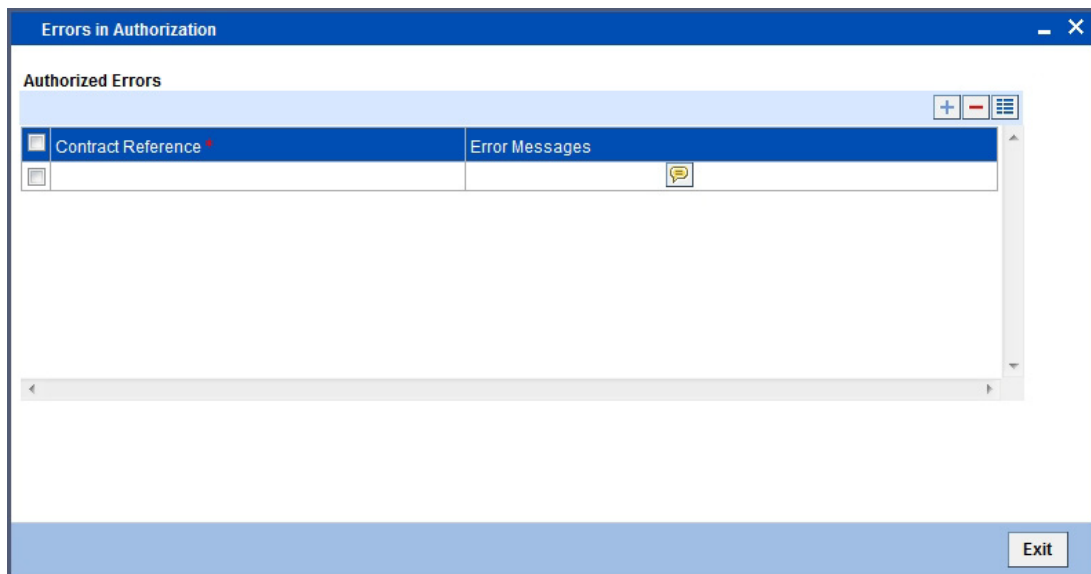 Errors in Authorization
Authorized Errors
Contract Reference * Error Messages
Exit